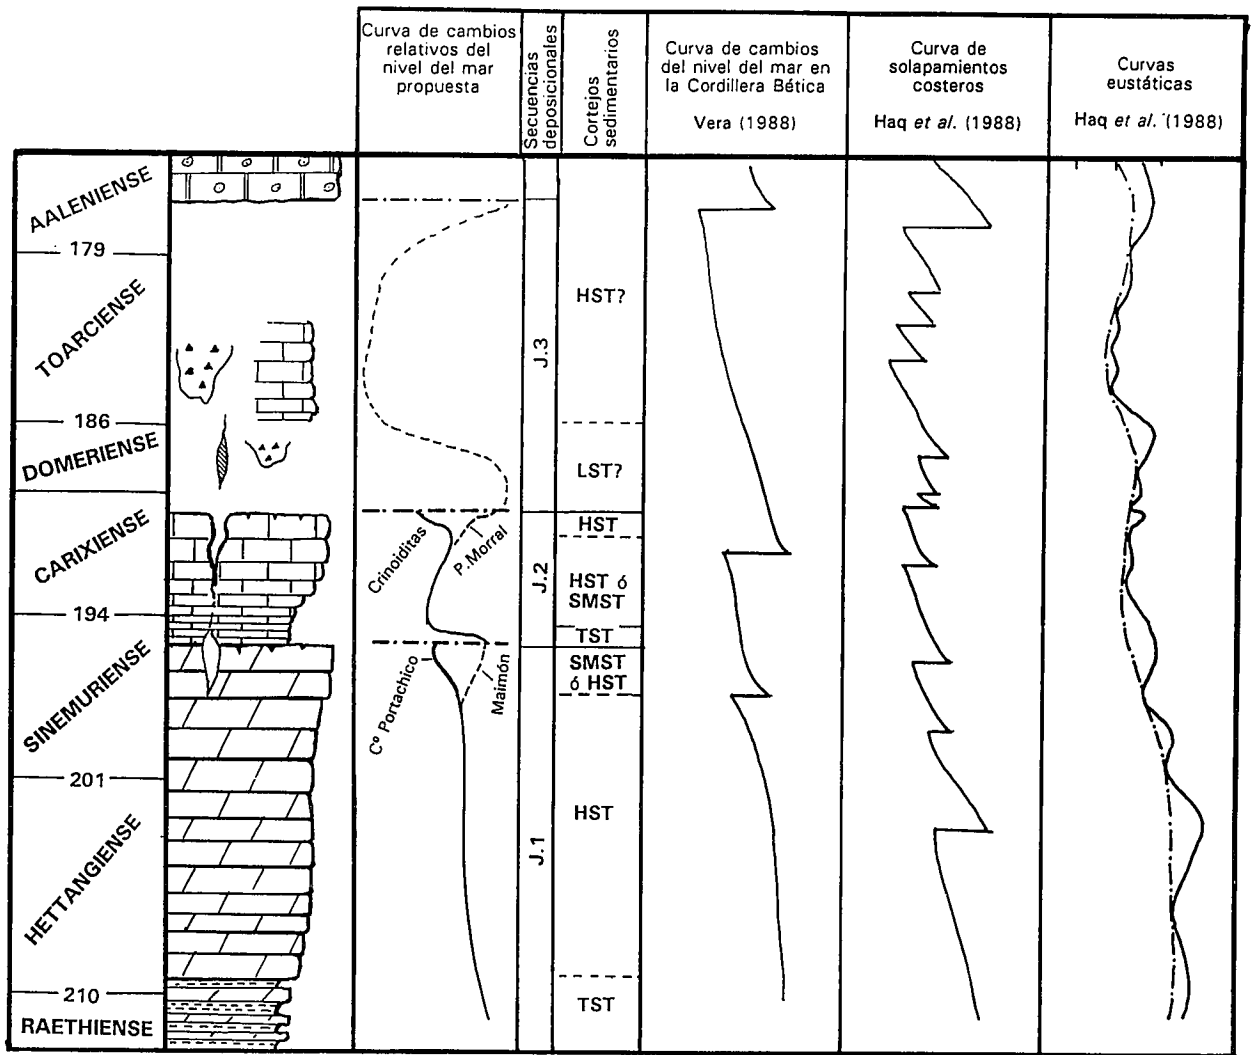 Curva de cambios
relativos del
nivel del mar
propuesta
Secuencias
deposicionales
Cortejos
sedimentarios
Curva de cambios
del nivel del mar en
la Cordillera Bética
Vera (1988)
Curva de
solapamientos
costeros
Haq et al. (1988)
Curvas
eustáticas
Haq et al. (1988)
AALENIENSE
179
TOARCIENSE
186
DOMERIENSE
CARIXIENSE
194
SINEMURIENSE
201
HETTANGIENSE
210
RAETHIENSE
Crinoiditas
P. Morral
Cº Portachico
Maimón
J.3
J.2
J.1
HST?
LST?
HST
HST ó
SMST
TST
SMST
ó HST
HST
TST